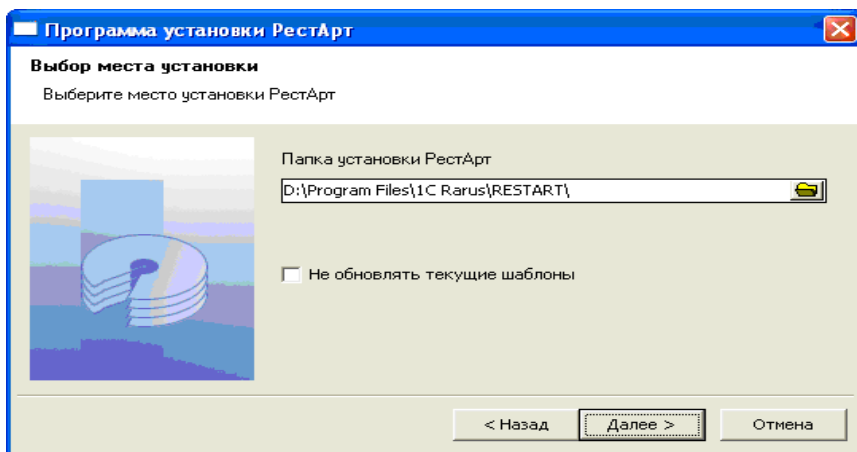 Программа установки РестАрт
Выбор места установки
Выберите место установки РестАрт
Папка установки РестАрт
D:\Program Files\1C Rarus\RESTART\
Не обновлять текущие шаблоны
< Назад
Далее >
Отмена